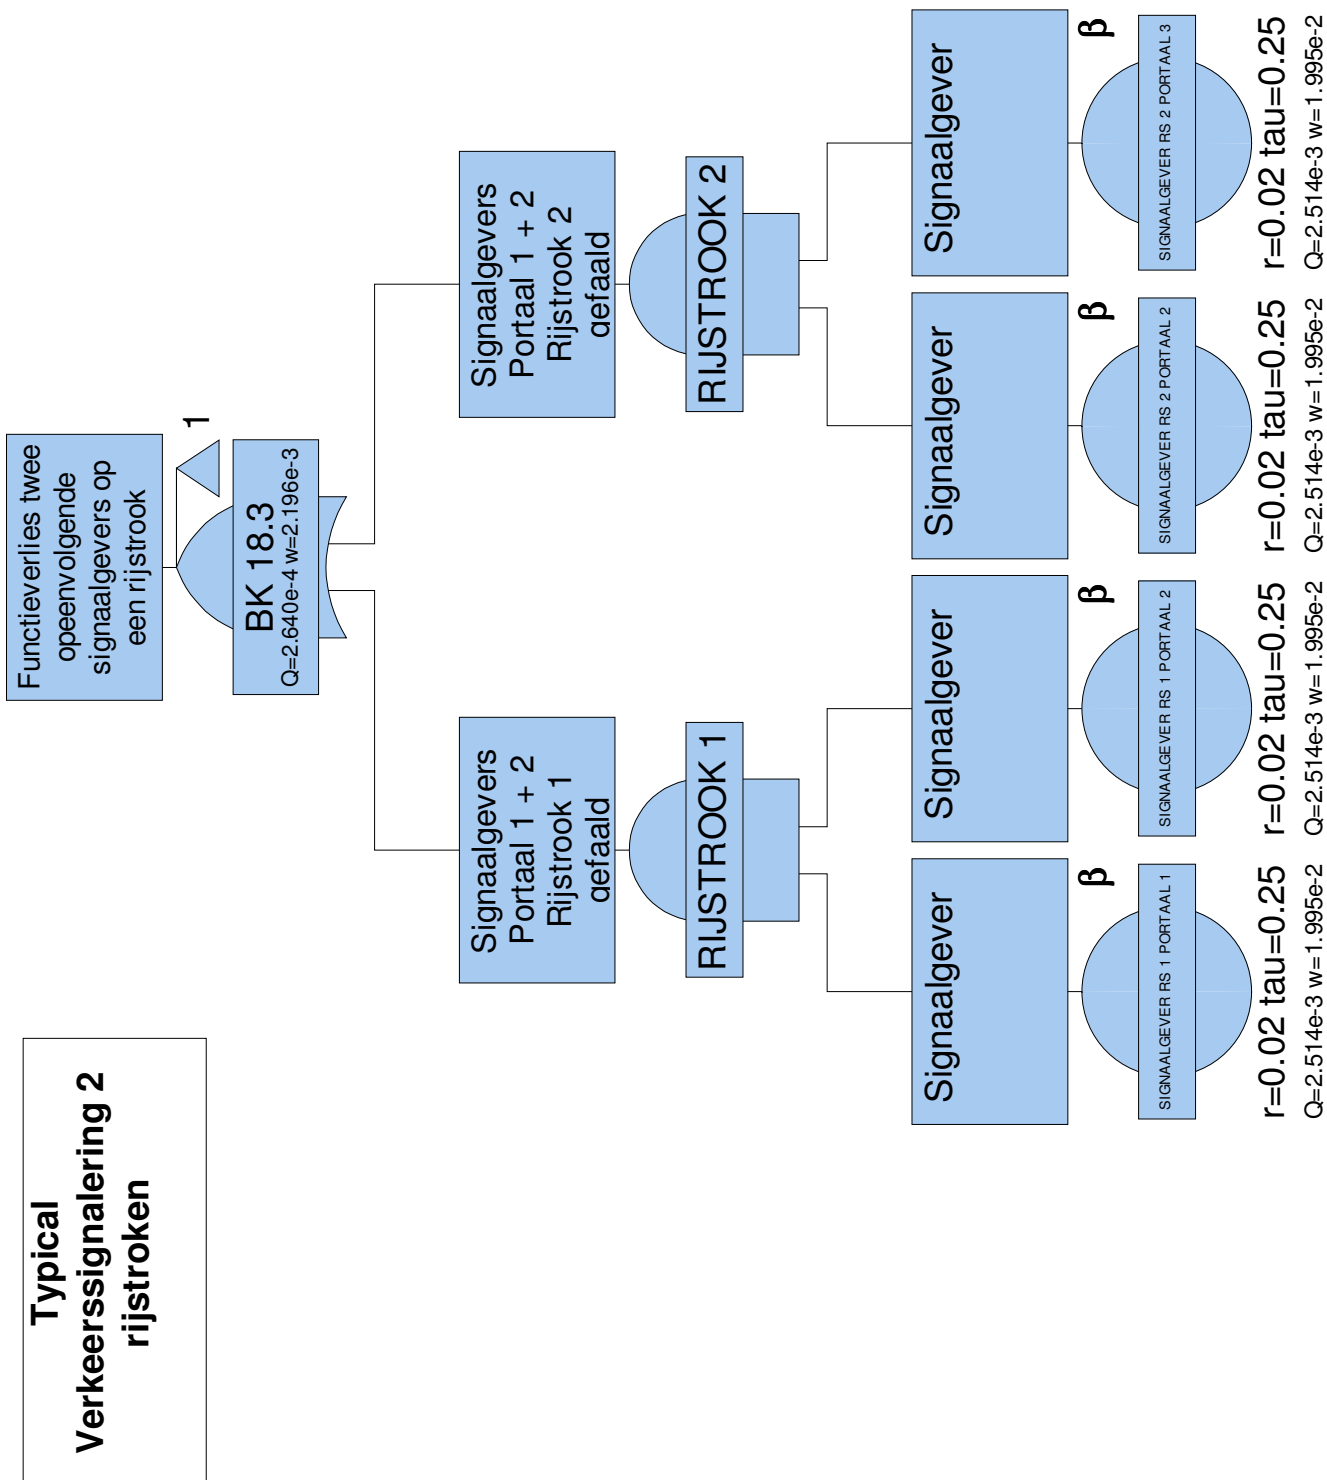 Typical
Verkeerssignalering 2
rijstroken
Functieverlies twee
opeenvolgende
signaalgevers op
een rijstrook
1
BK 18.3
Q=2.640e-4 w=2.196e-3
Signaalgevers
Portaal 1 + 2
Rijstrook 1
gefaald
RIJSTROOK 1
Signaalgevers
Portaal 1 + 2
Rijstrook 2
gefaald
RIJSTROOK 2
Signaalgever
β
SIGNAALGEVER RS 1 PORTAAL 1
r=0.02 tau=0.25
Q=2.514e-3 w=1.995e-2
Signaalgever
β
SIGNAALGEVER RS 1 PORTAAL 2
r=0.02 tau=0.25
Q=2.514e-3 w=1.995e-2
Signaalgever
β
SIGNAALGEVER RS 2 PORTAAL 2
r=0.02 tau=0.25
Q=2.514e-3 w=1.995e-2
Signaalgever
β
SIGNAALGEVER RS 2 PORTAAL 3
r=0.02 tau=0.25
Q=2.514e-3 w=1.995e-2